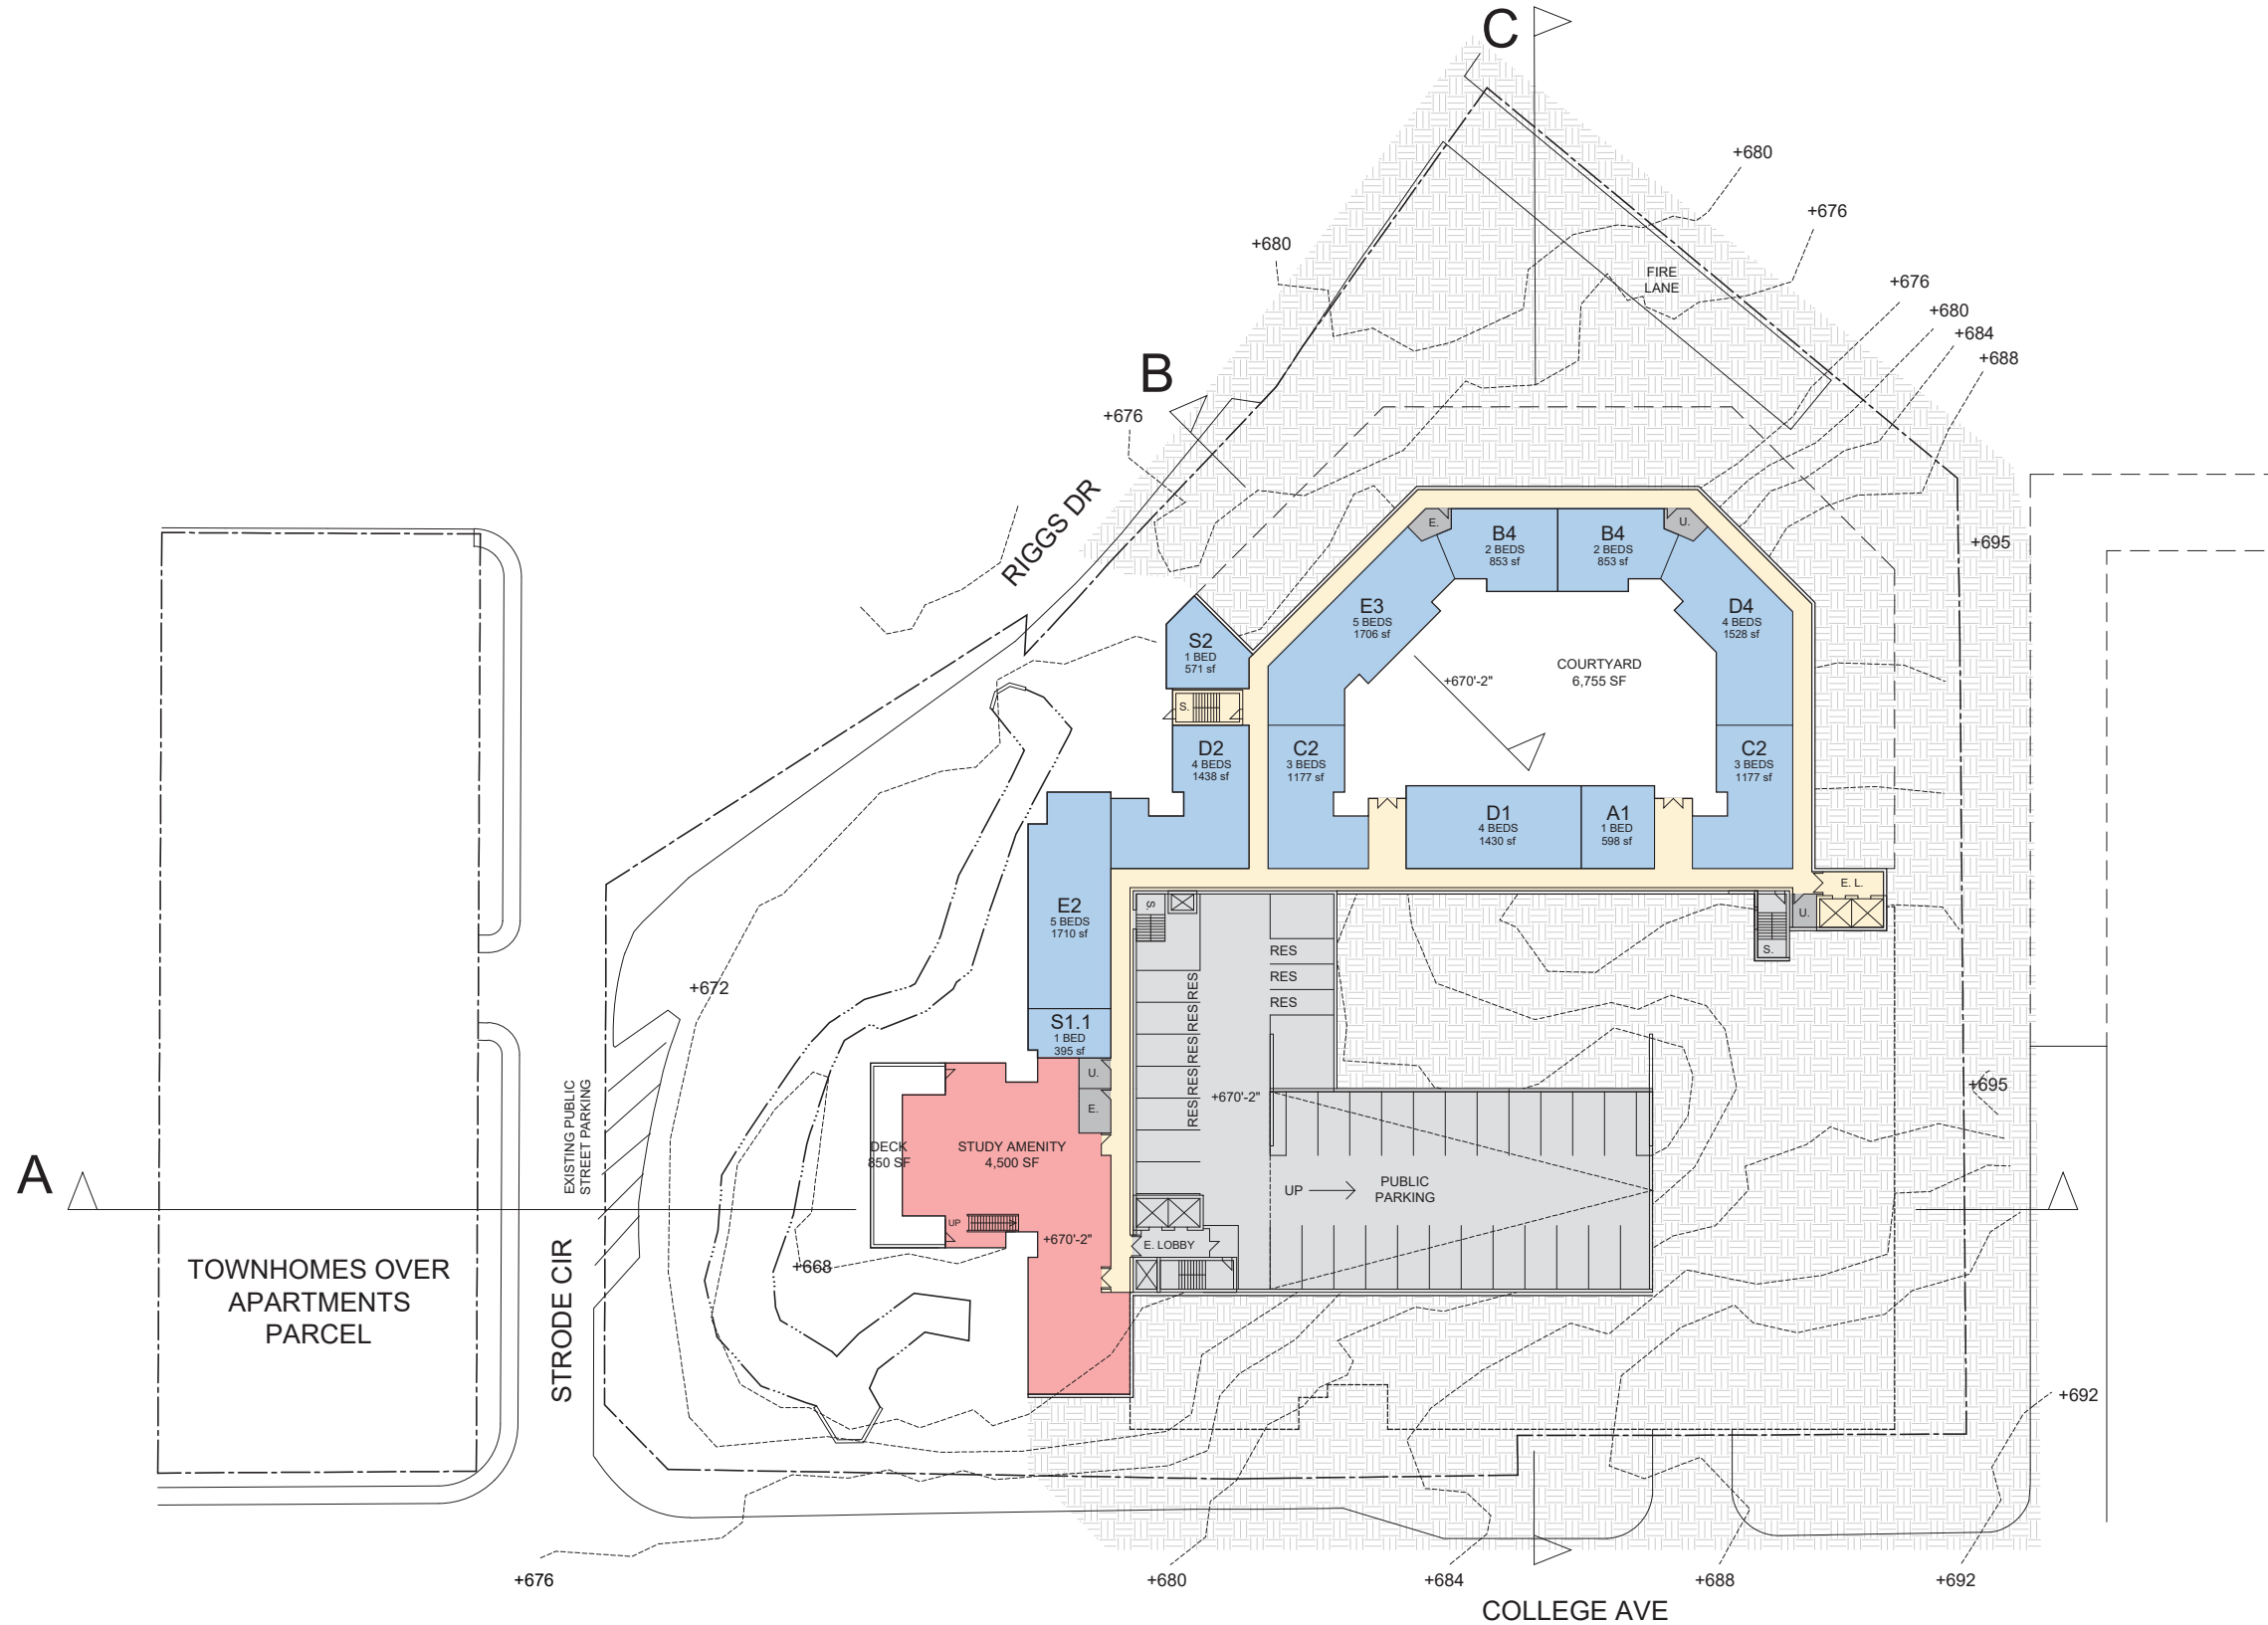 C
+680
+676
+680
FIRE
LANE
+676
+680
+684
+688
B
+676
RIGGS DR
+695
E.
B4
2 BEDS
853 sf
B4
2 BEDS
853 sf
U.
E3
5 BEDS
1706 sf
D4
4 BEDS
1528 sf
S2
1 BED
571 sf
COURTYARD
6,755 SF
+670'-2"
S.
D2
4 BEDS
1438 sf
C2
3 BEDS
1177 sf
C2
3 BEDS
1177 sf
D1
4 BEDS
1430 sf
A1
1 BED
598 sf
E. L.
U.
S.
S.
E2
5 BEDS
1710 sf
RES
RES
RES
RES
RES
RES
RES
RES
+672
S1.1
1 BED
395 sf
U.
E.
+670'-2"
+695
EXISTING PUBLIC
STREET PARKING
DECK
850 SF
STUDY AMENITY
4,500 SF
A
UP
PUBLIC
PARKING
UP
+670'-2"
E. LOBBY
+668
TOWNHOMES OVER
APARTMENTS
PARCEL
STRODE CIR
+692
+676
+680
+684
+688
+692
COLLEGE AVE